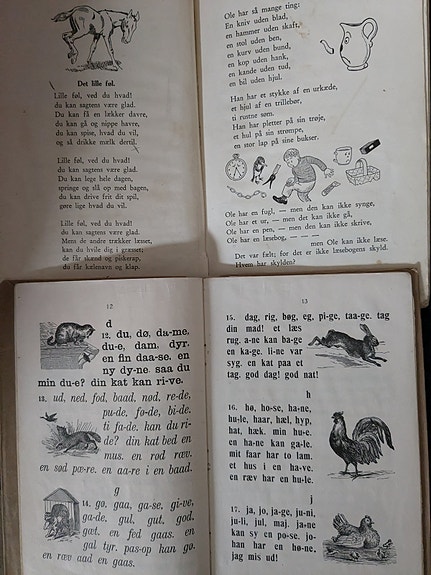 Det lille føl.
Lille føl, ved du hvad!
du kan sagtens være glad.
Du kan få en lækker davre,
du kan gå og nippe havre,
du kan spise, hvad du vil,
og så drikke mælk dertil.
Lille føl, ved du hvad!
du kan sagtens være glad.
Du kan lege hele dagen,
springe og slå op med bagen,
du kan drive frit dit spil,
gøre lige hvad du vil.
Lille føl, ved du hvad!
du kan sagtens være glad.
Mens de andre trækker læsset,
kan du hvile dig i græsset;
de får skænd og piskerap,
du får kælenavn og klap.
Ole har så mange ting:
En kniv uden blad,
en hammer uden skaft,
en stol uden ben,
en kurv uden bund,
en kop uden hank,
en kande uden tud,
en bil uden hjul.
Han har et stykke af en urkæde,
et hjul af en trillebør,
ti rustne søm.
Han har pletter på sin trøje,
et hul på sin strømpe,
en stor lap på sine bukser.
Ole har en fugl, — men den kan ikke synge,
Ole har et ur, — men det kan ikke gå,
Ole har en pen, — men den kan ikke skrive,
Ole har en læsebog, — — — —
men Ole kan ikke læse.
Det var fælt; for det er ikke læsebogens skyld.
Hvem har skylden?
12
d
12. du, dø, da-me,
du-e, dam, dyr.
en fin daa-se. en
ny dy-ne. saa du
min du-e? din kat kan ri-ve.
13. ud, ned, fod, baad, nød, re-de,
pu-de, fø-de, bi-de.
ti fa-de. han du ri-
de? din kat bed en
mus. en rød ræv.
en sød pæ-re. en aa-re i en baad.
g
14. gø, gaa, ga-se, gi-ve,
ga-de, gul, gut, god,
gæt. en fed gaas. en
gal tyr. pas-op kan gø.
en ræv aad en gaas.
13
15. dag, rig, bøg, eg, pi-ge, taa-ge. tag
din mad! et læs
rug. a-ne kan ba-ge
en ka-ge. li-ne var
syg. en kat paa et
tag. god dag! god nat!
h
16. hø, ho-se, ha-ne,
hu-le, haar, hæl, hyp,
hat, hæk. min hu-e.
en ha-ne kan ga-le.
mit faar har to lam.
et hus i en ha-ve.
en ræv har en hu-le.
j
17. ja, jo, ja-ge, ju-ni,
ju-li, jul, maj. ja-ne
kan sy en po-se. jo-
han har en hø-ne.
jag mis ud!